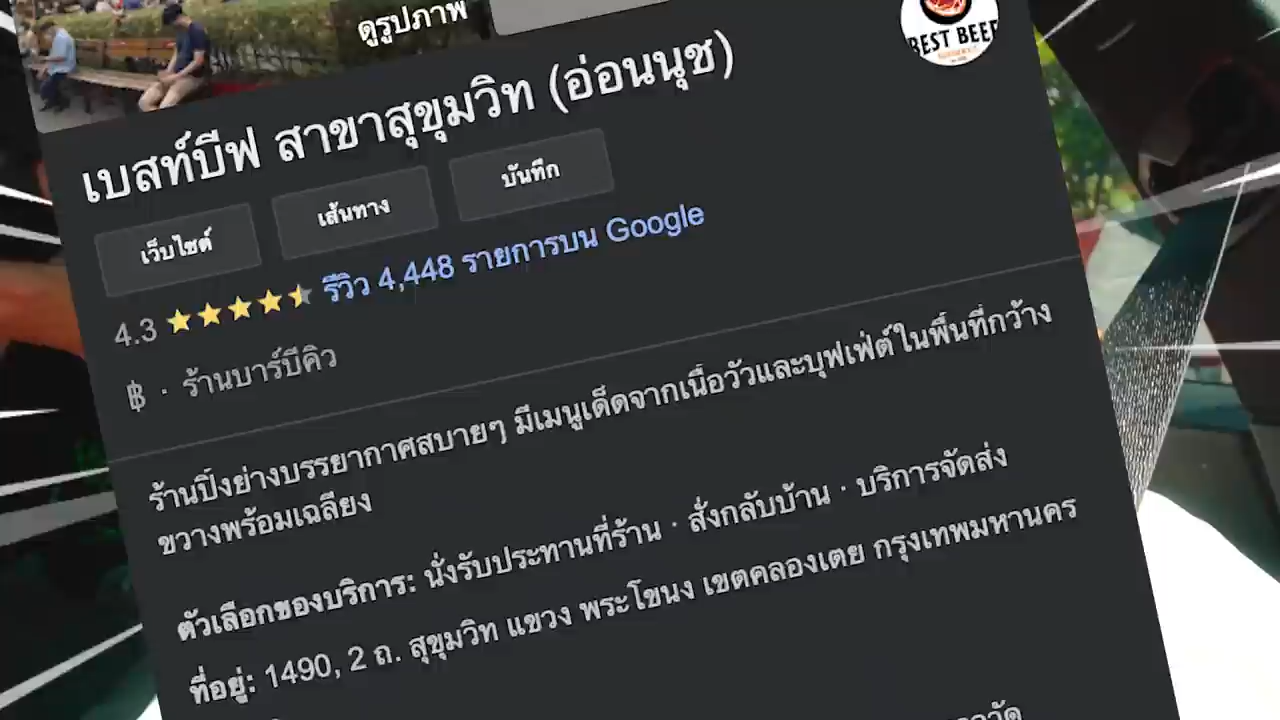 ดูรูปภาพ
BEST BEEF
เบสท์บีฟ สาขาสุขุมวิท (อ่อนนุช)
เว็บไซต์ เส้นทาง บันทึก
4.3 รีวิว 4,448 รายการบน Google
฿ · ร้านบาร์บีคิว
ร้านปิ้งย่างบรรยากาศสบายๆ มีเมนูเด็ดจากเนื้อวัวและบุฟเฟ่ต์ในพื้นที่กว้าง
ขวางพร้อมเฉลียง
ตัวเลือกของบริการ: นั่งรับประทานที่ร้าน · สั่งกลับบ้าน · บริการจัดส่ง
ที่อยู่: 1490, 2 ถ. สุขุมวิท แขวง พระโขนง เขตคลองเตย กรุงเทพมหานคร